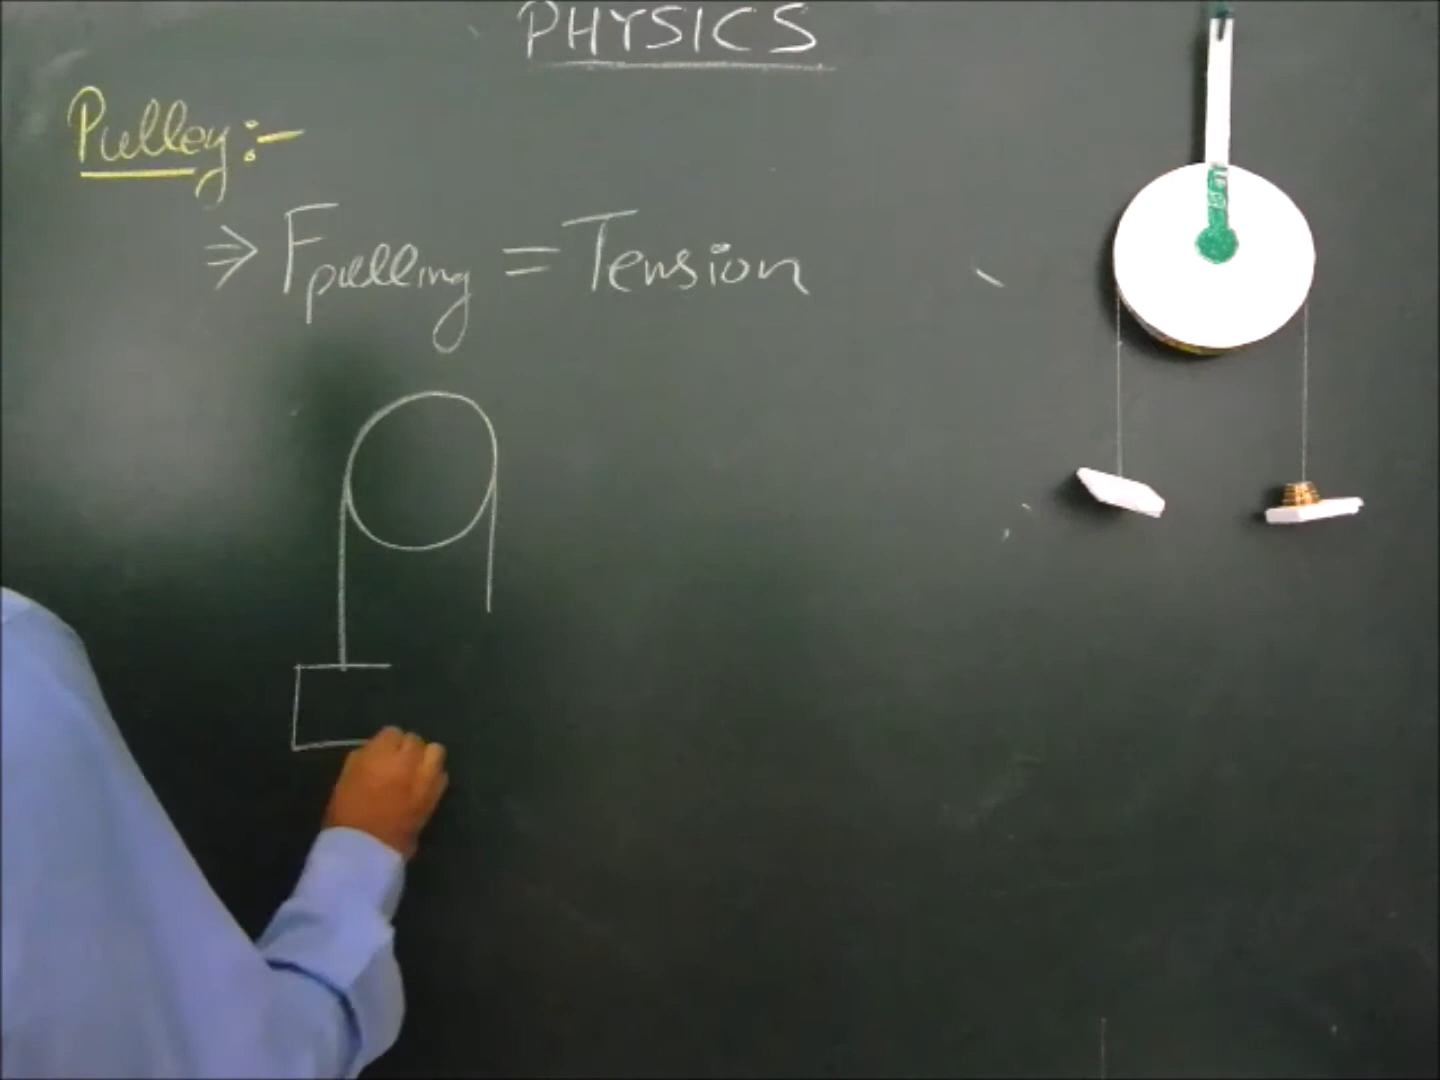 PHYSICS
Pulley:-
⇒ Fpulling = Tension